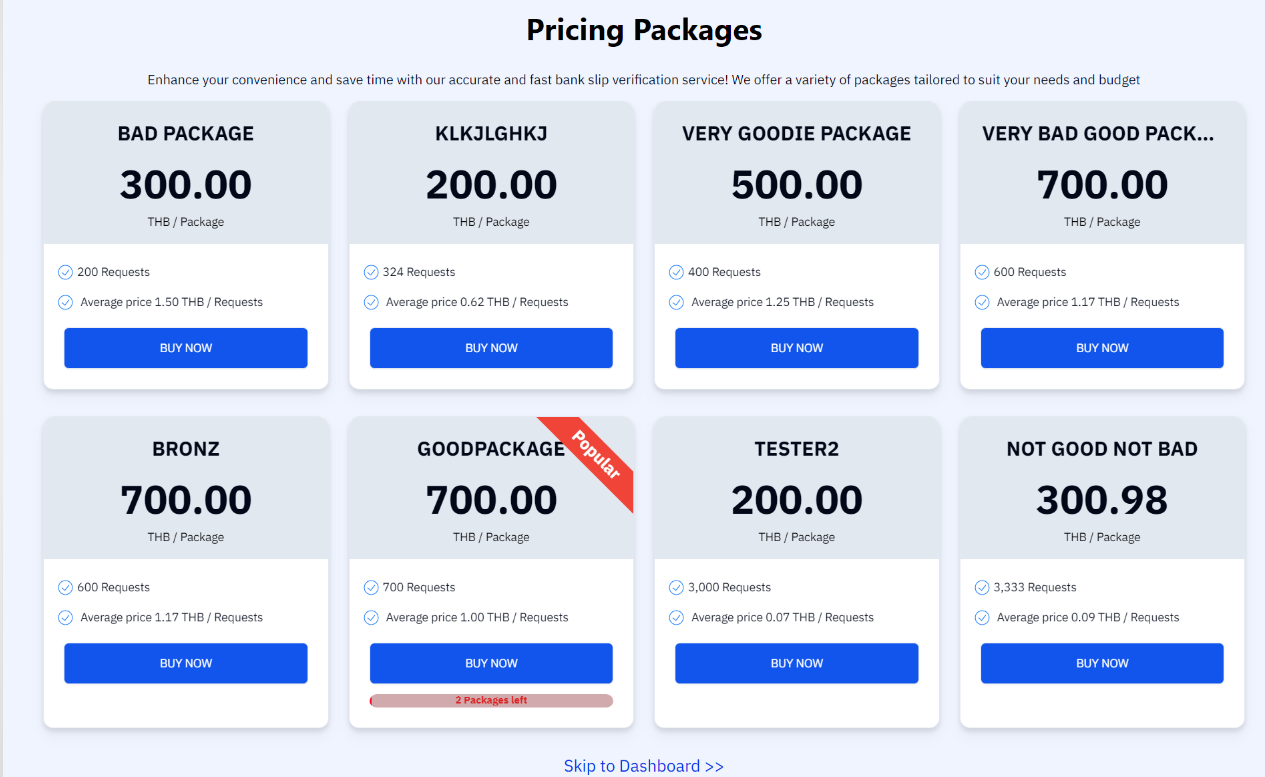 Pricing Packages
Enhance your convenience and save time with our accurate and fast bank slip verification service! We offer a variety of packages tailored to suit your needs and budget
BAD PACKAGE
300.00
THB / Package
200 Requests
Average price 1.50 THB / Requests
BUY NOW
KLKJLGHKJ
200.00
THB / Package
324 Requests
Average price 0.62 THB / Requests
BUY NOW
VERY GOODIE PACKAGE
500.00
THB / Package
400 Requests
Average price 1.25 THB / Requests
BUY NOW
VERY BAD GOOD PACK...
700.00
THB / Package
600 Requests
Average price 1.17 THB / Requests
BUY NOW
BRONZ
700.00
THB / Package
600 Requests
Average price 1.17 THB / Requests
BUY NOW
GOODPACKAGE
Popular
700.00
THB / Package
700 Requests
Average price 1.00 THB / Requests
BUY NOW
2 Packages left
TESTER2
200.00
THB / Package
3,000 Requests
Average price 0.07 THB / Requests
BUY NOW
NOT GOOD NOT BAD
300.98
THB / Package
3,333 Requests
Average price 0.09 THB / Requests
BUY NOW
Skip to Dashboard >>